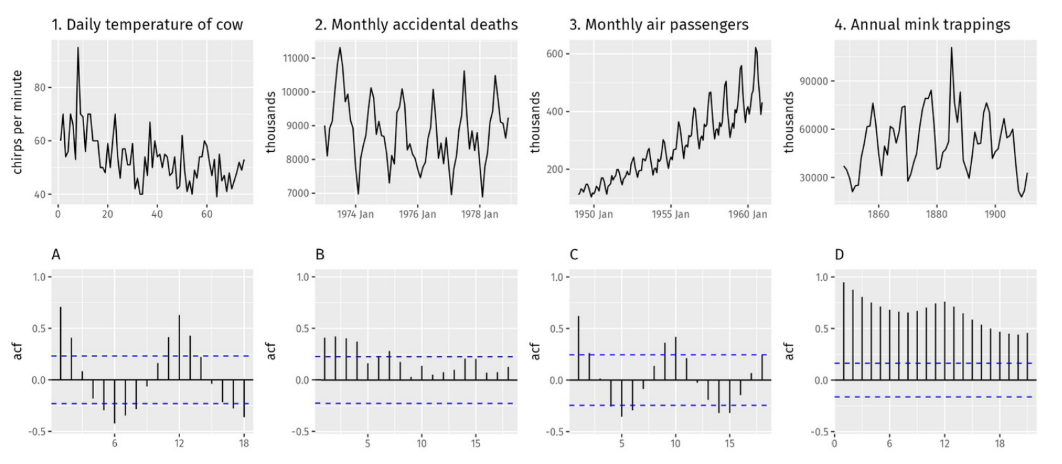 1. Daily temperature of cow
2. Monthly accidental deaths
3. Monthly air passengers
4. Annual mink trappings
chirps per minute
80
60
40
0 20 40 60
thousands
11000
10000
9000
8000
7000
1974 Jan 1976 Jan 1978 Jan
thousands
600
400
200
1950 Jan 1955 Jan 1960 Jan
thousands
90000
60000
30000
1860 1880 1900
A
B
C
D
acf
1.0
0.5
0.0
-0.5
6 12 18
acf
1.0
0.5
0.0
-0.5
5 10 15
acf
1.0
0.5
0.0
-0.5
5 10 15
acf
1.0
0.5
0.0
-0.5
0 6 12 18